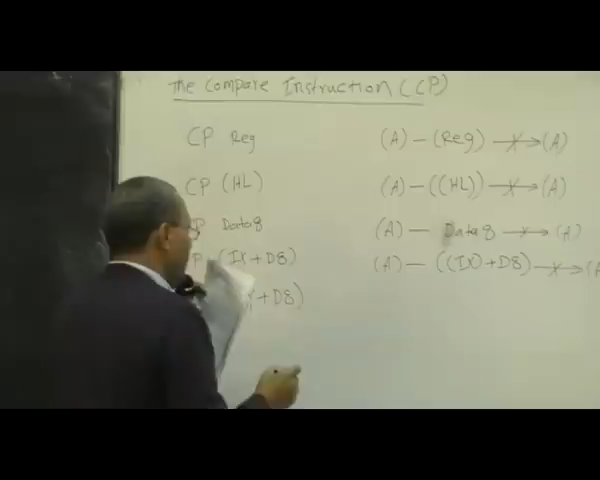 The Compare Instruction (CP)
CP Reg (A) — (Reg) -x-> (A)
CP (HL) (A) — ((HL)) -x-> (A)
P Data8 (A) — Data8 -x-> (A)
P (IX+D8) (A) — ((IX)+D8) -x-> (A
+D8)